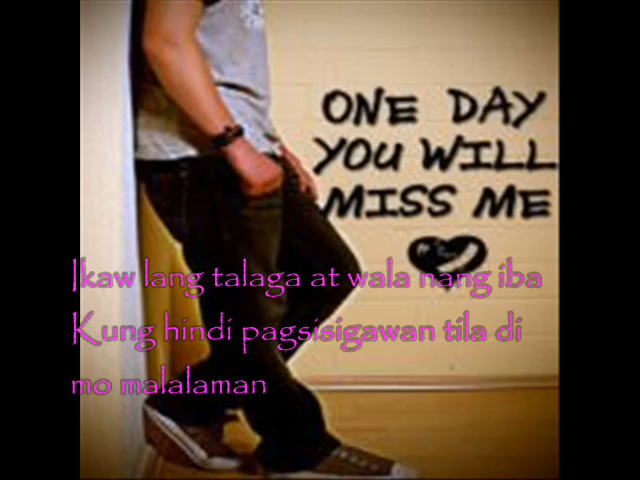 ONE DAY
YOU WILL
MISS ME
Ikaw lang talaga at wala nang iba
Kung hindi pagsisigawan tila di
mo malalaman